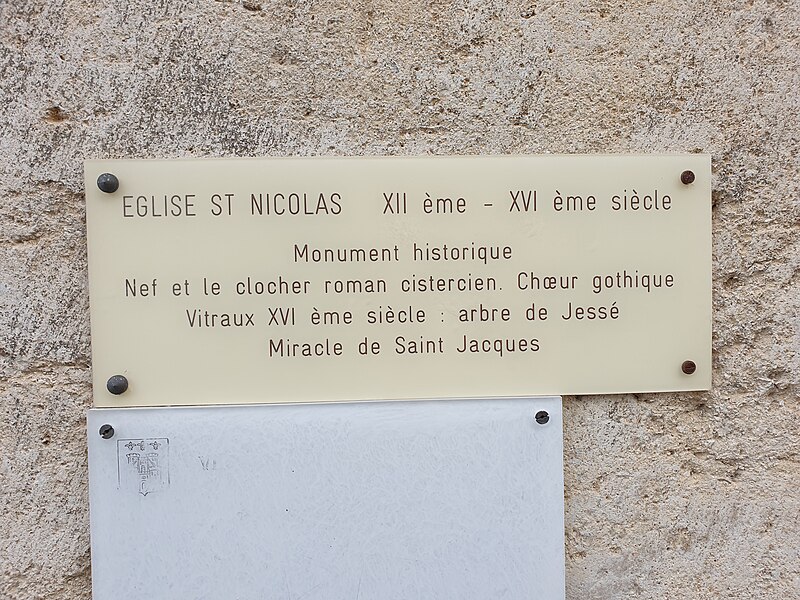 EGLISE ST NICOLAS XII ème - XVI ème siècle
Monument historique
Nef et le clocher roman cistercien. Chœur gothique
Vitraux XVI ème siècle : arbre de Jessé
Miracle de Saint Jacques